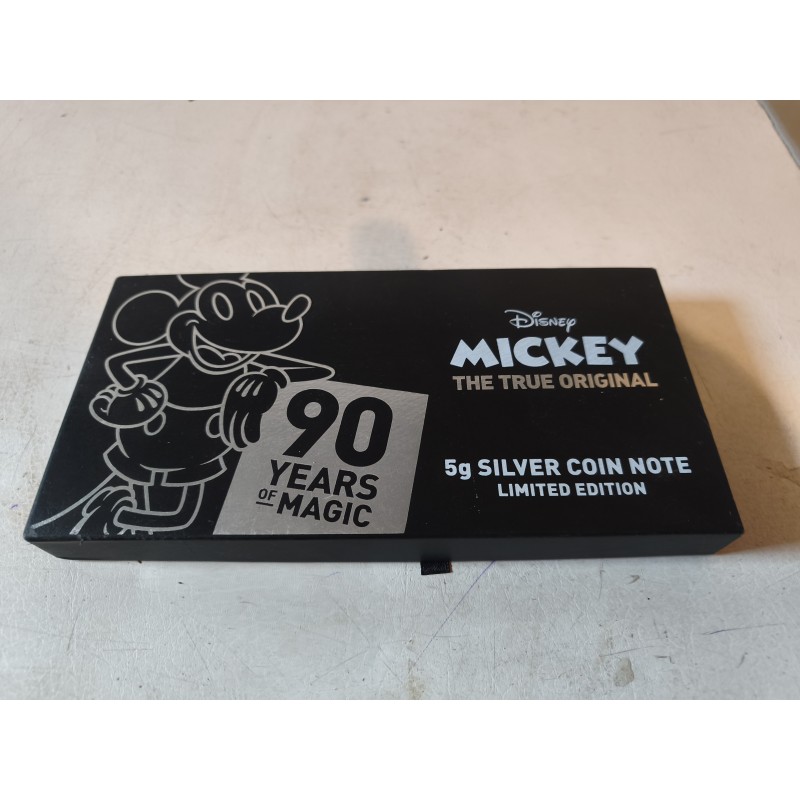 90
YEARS
OF MAGIC
Disney
MICKEY
THE TRUE ORIGINAL
5g SILVER COIN NOTE
LIMITED EDITION